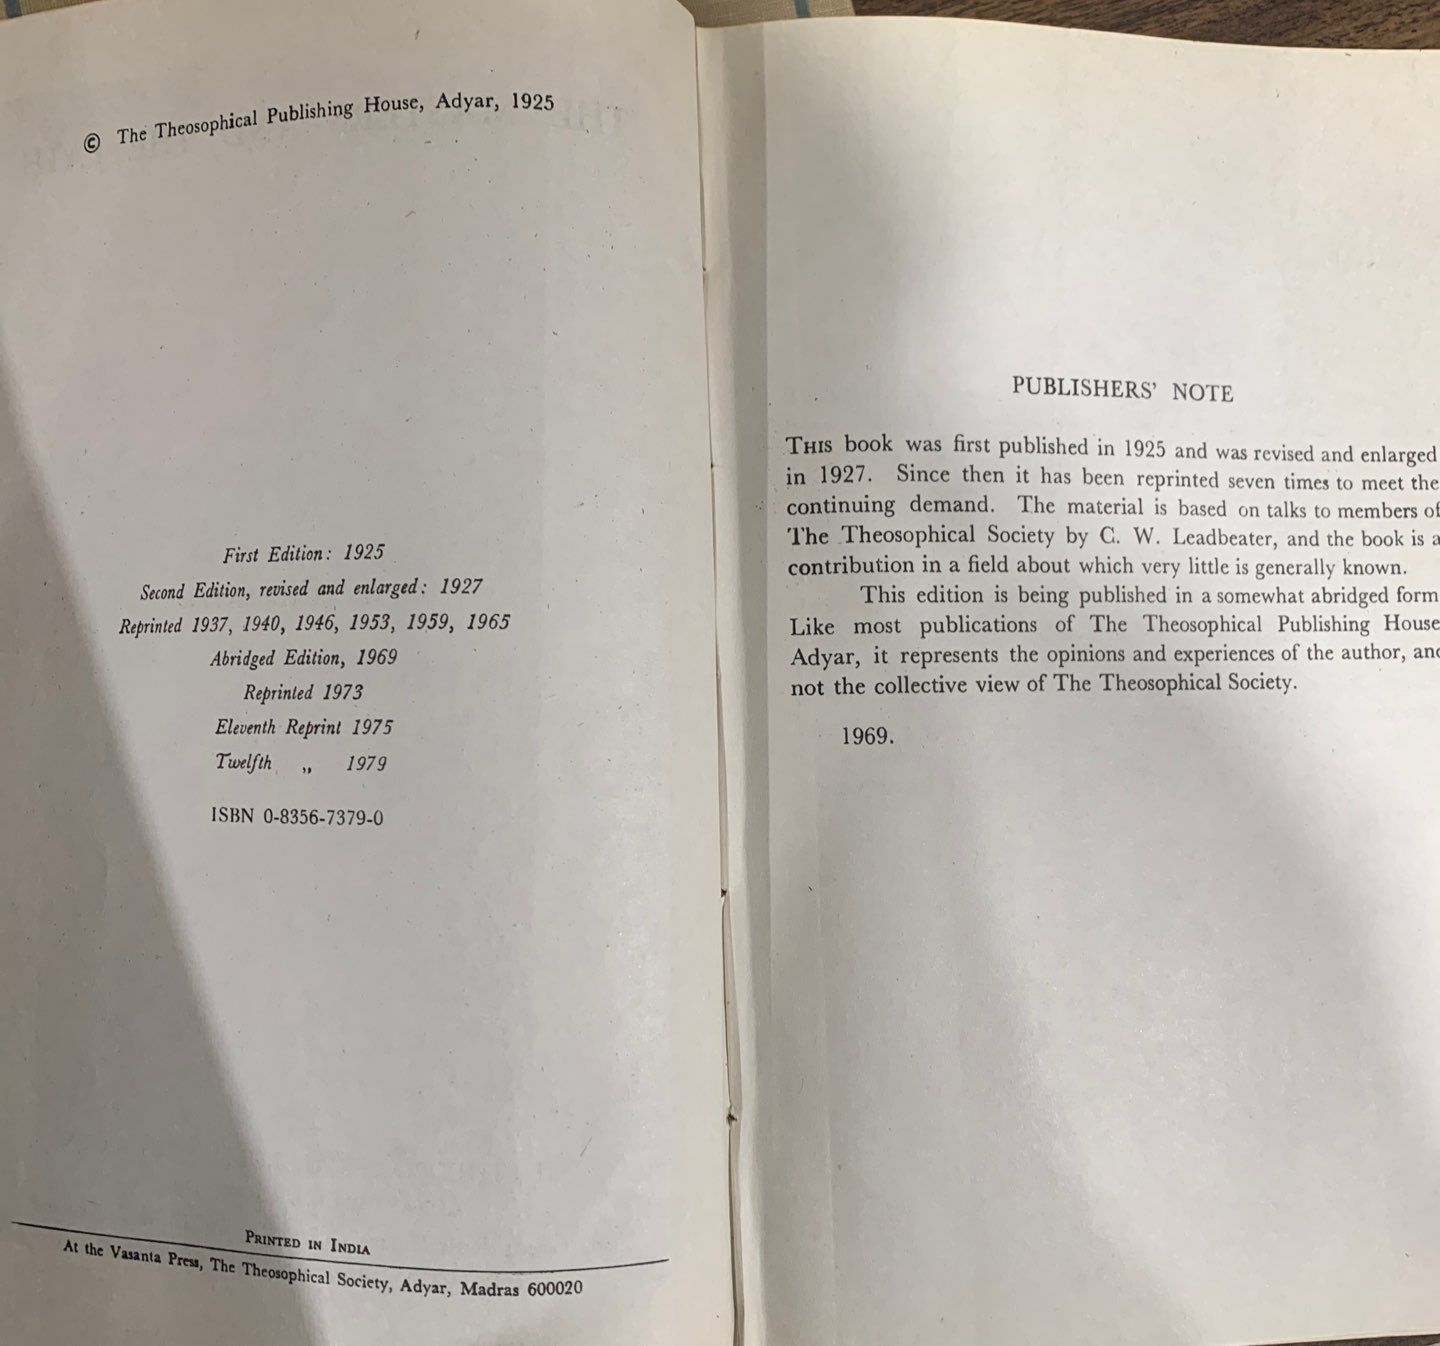 © The Theosophical Publishing House, Adyar, 1925
First Edition: 1925
Second Edition, revised and enlarged: 1927
Reprinted 1937, 1940, 1946, 1953, 1959, 1965
Abridged Edition, 1969
Reprinted 1973
Eleventh Reprint 1975
Twelfth „ 1979
ISBN 0-8356-7379-0
PRINTED IN INDIA
At the Vasanta Press, The Theosophical Society, Adyar, Madras 600020
PUBLISHERS' NOTE
THIS book was first published in 1925 and was revised and enlarged
in 1927. Since then it has been reprinted seven times to meet the
continuing demand. The material is based on talks to members of
The Theosophical Society by C. W. Leadbeater, and the book is a
contribution in a field about which very little is generally known.
This edition is being published in a somewhat abridged form
Like most publications of The Theosophical Publishing House
Adyar, it represents the opinions and experiences of the author, and
not the collective view of The Theosophical Society.
1969.